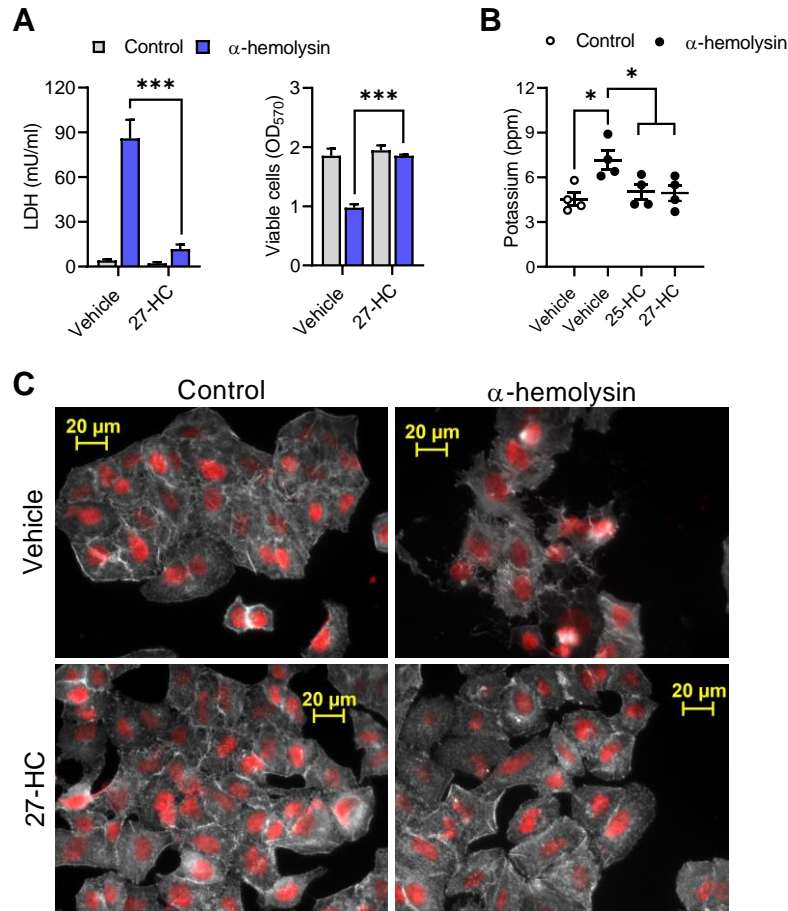 A
Control
α-hemolysin
LDH (mU/ml)
120
90
60
30
0
***
Vehicle
27-HC
Viable cells (OD570)
3
2
1
0
***
Vehicle
27-HC
B
Control
α-hemolysin
Potassium (ppm)
12
9
6
3
0
*
*
Vehicle
Vehicle
25-HC
27-HC
C
Control
α-hemolysin
Vehicle
20 µm
20 µm
27-HC
20 µm
20 µm